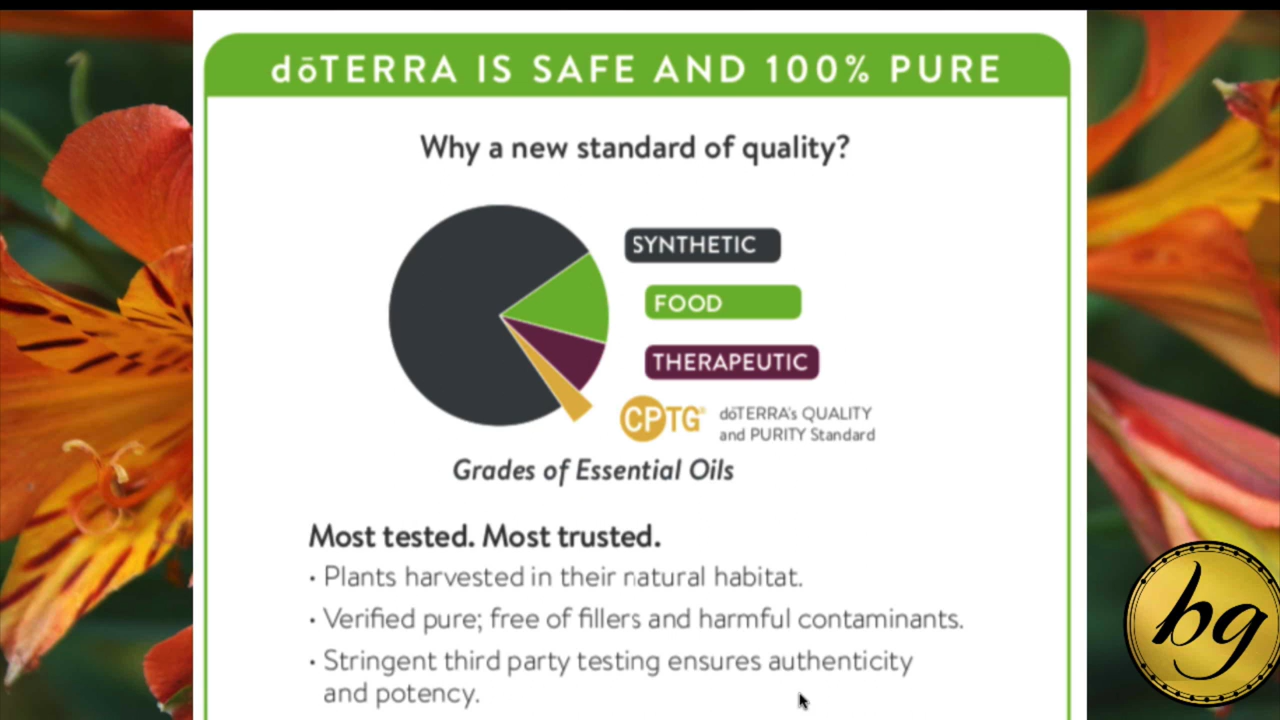 dōTERRA IS SAFE AND 100% PURE
Why a new standard of quality?
SYNTHETIC
FOOD
THERAPEUTIC
CPTG®
dōTERRA's QUALITY
and PURITY Standard
Grades of Essential Oils
Most tested. Most trusted.
· Plants harvested in their natural habitat.
· Verified pure; free of fillers and harmful contaminants.
· Stringent third party testing ensures authenticity
and potency.
bg